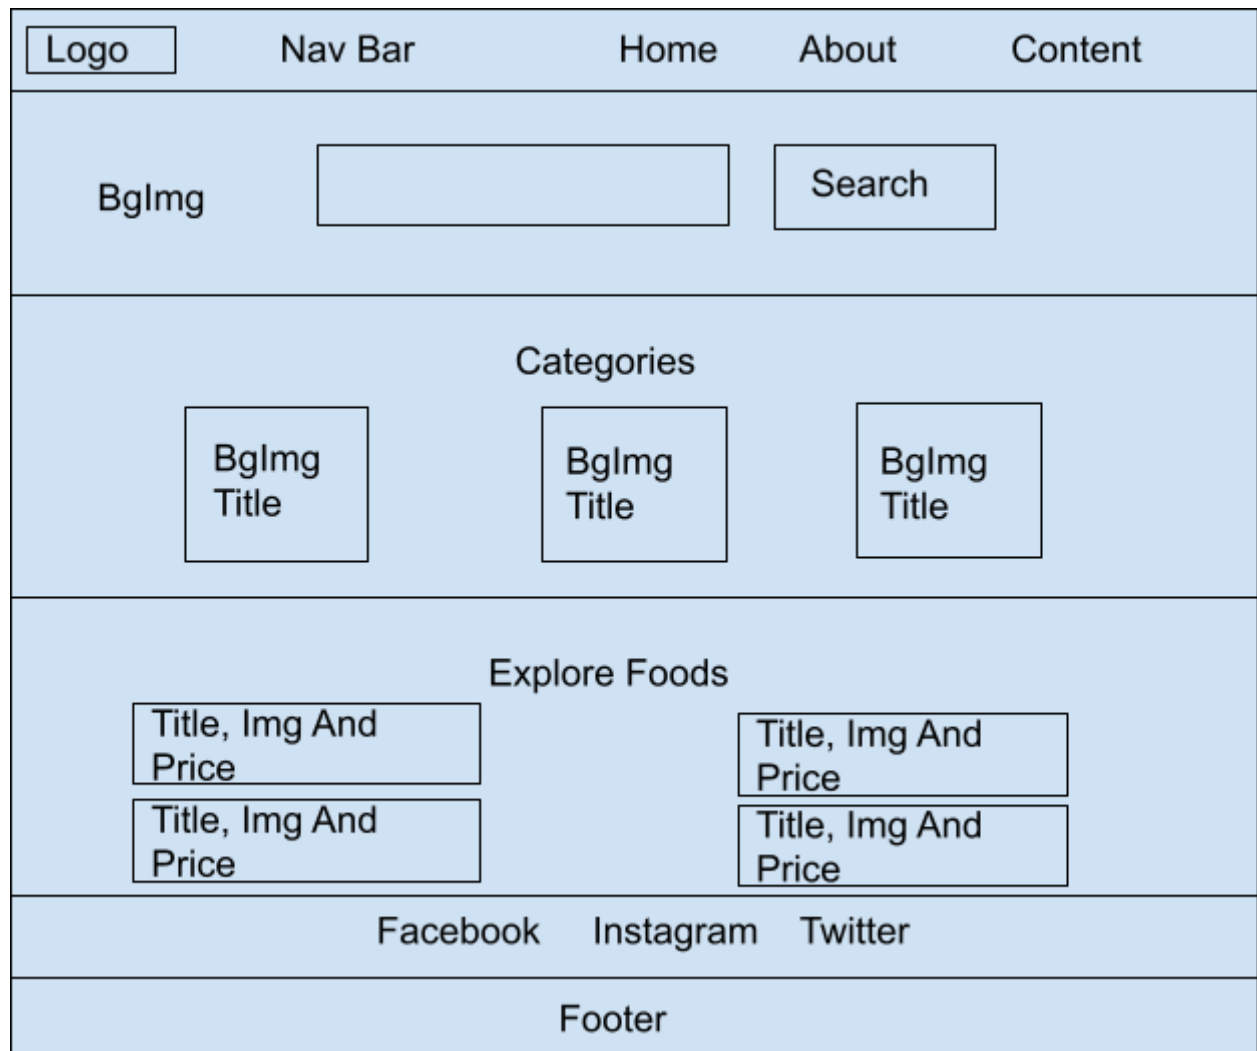 Logo Nav Bar Home About Content
BgImg Search
Categories
BgImg
Title
BgImg
Title
BgImg
Title
Explore Foods
Title, Img And
Price
Title, Img And
Price
Title, Img And
Price
Title, Img And
Price
Facebook Instagram Twitter
Footer